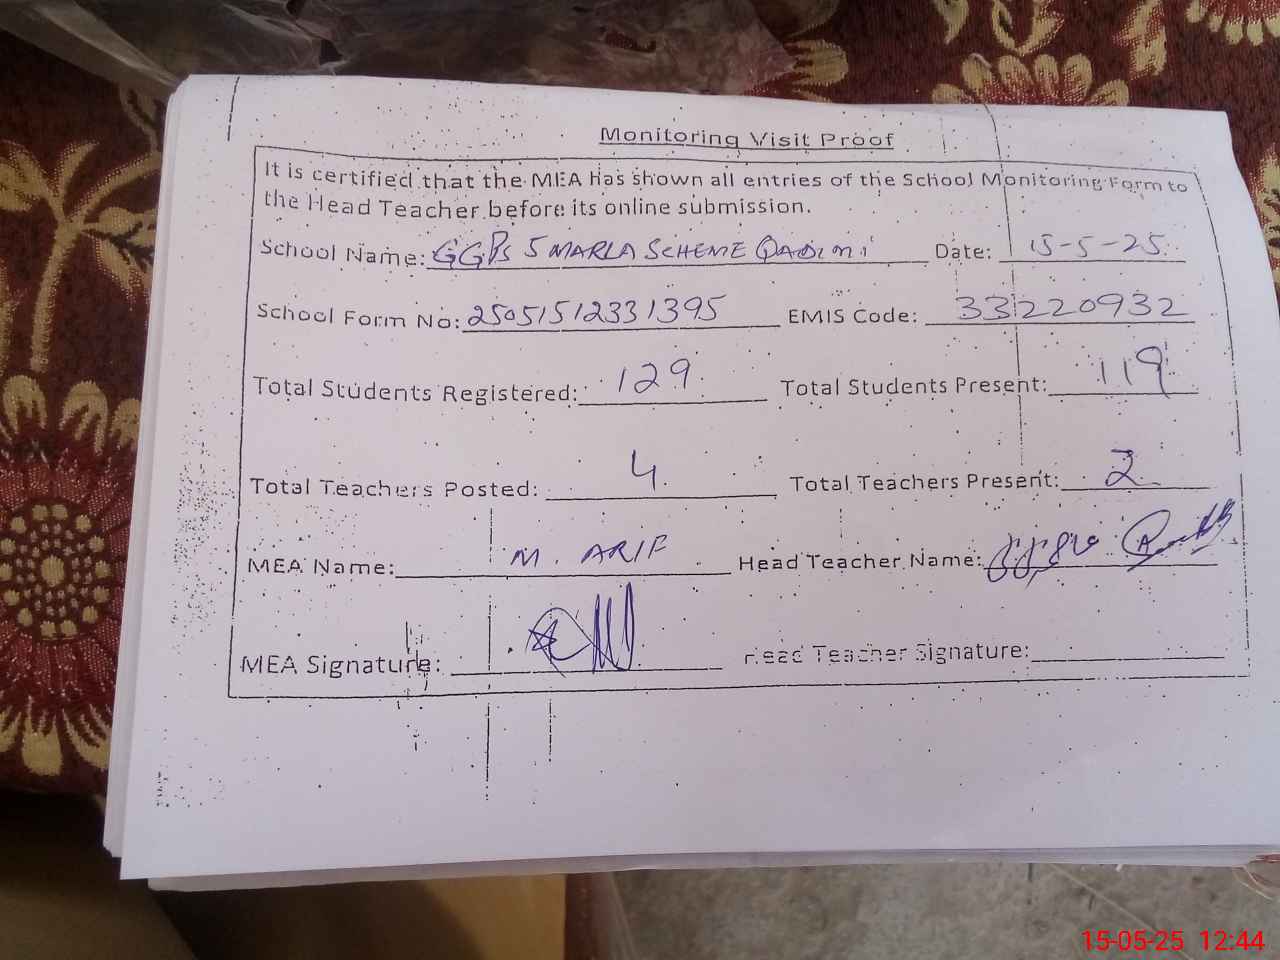 Monitoring Visit Proof
It is certified that the MEA has shown all entries of the School Monitoring Form to
the Head Teacher before its online submission.
School Name: GGPS 5 MARLA SCHEME QADIMI Date: 15-5-25
School Form No: 25051512331395 EMIS Code: 33220932
Total Students Registered: 129 Total Students Present: 119
Total Teachers Posted: 4 Total Teachers Present: 2
MEA Name: M. ARIF Head Teacher Name:
MEA Signature: Head Teacher Signature:
15-05-25 12:44